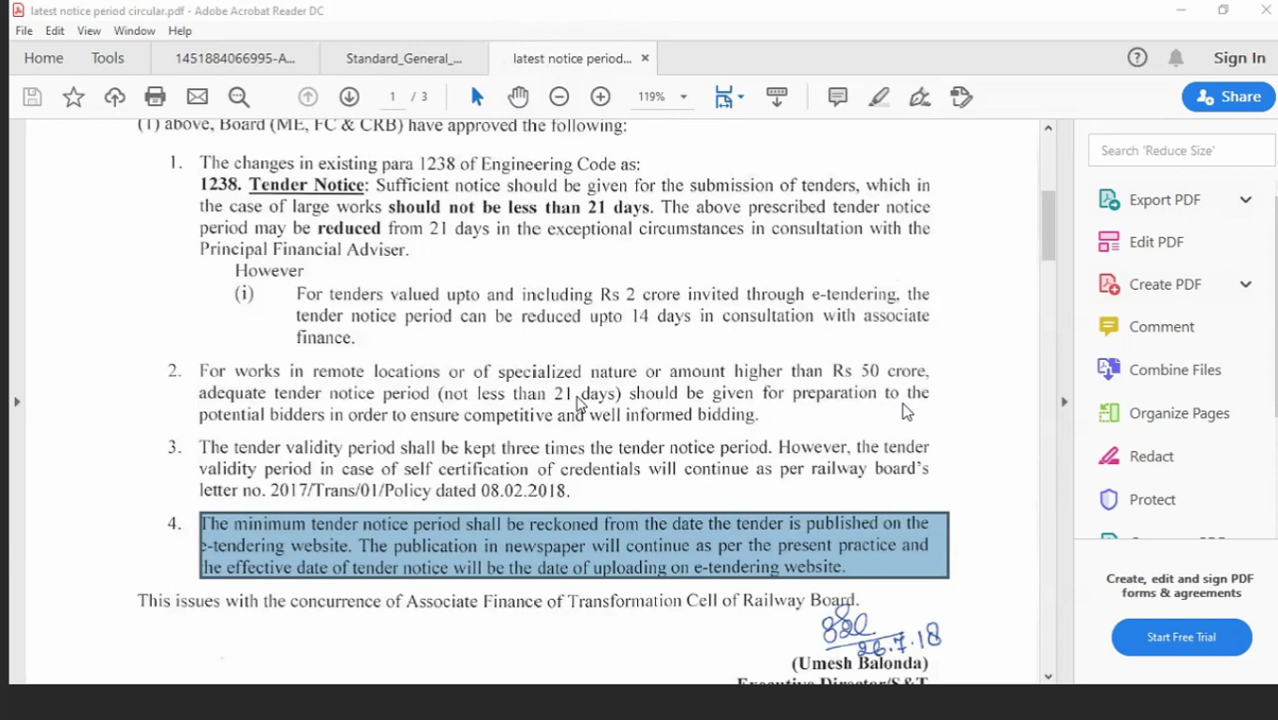 latest notice period circular.pdf - Adobe Acrobat Reader DC
File Edit View Window Help
Home Tools 1451884066995-A... Standard_General_... latest notice period... × Sign In
1 / 3 119% Share
(1) above, Board (ME, FC & CRB) have approved the following:
1. The changes in existing para 1238 of Engineering Code as:
1238. Tender Notice: Sufficient notice should be given for the submission of tenders, which in
the case of large works should not be less than 21 days. The above prescribed tender notice
period may be reduced from 21 days in the exceptional circumstances in consultation with the
Principal Financial Adviser.
However
(i) For tenders valued upto and including Rs 2 crore invited through e-tendering, the
tender notice period can be reduced upto 14 days in consultation with associate
finance.
2. For works in remote locations or of specialized nature or amount higher than Rs 50 crore,
adequate tender notice period (not less than 21 days) should be given for preparation to the
potential bidders in order to ensure competitive and well informed bidding.
3. The tender validity period shall be kept three times the tender notice period. However, the tender
validity period in case of self certification of credentials will continue as per railway board's
letter no. 2017/Trans/01/Policy dated 08.02.2018.
4. The minimum tender notice period shall be reckoned from the date the tender is published on the
e-tendering website. The publication in newspaper will continue as per the present practice and
the effective date of tender notice will be the date of uploading on e-tendering website.
This issues with the concurrence of Associate Finance of Transformation Cell of Railway Board.
26.7.18
(Umesh Balonda)
Executive Director/S&T
Search 'Reduce Size'
Export PDF
Edit PDF
Create PDF
Comment
Combine Files
Organize Pages
Redact
Protect
Create, edit and sign PDF
forms & agreements
Start Free Trial